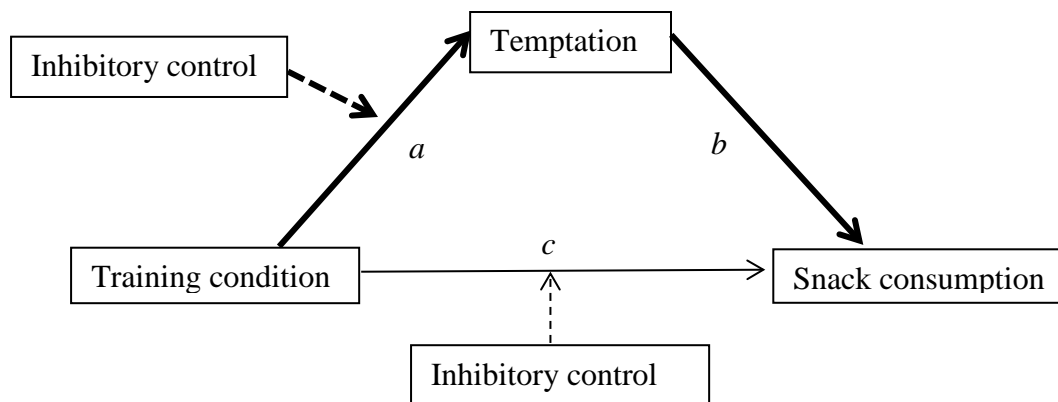 Temptation
Inhibitory control
a
b
c
Training condition
Snack consumption
Inhibitory control